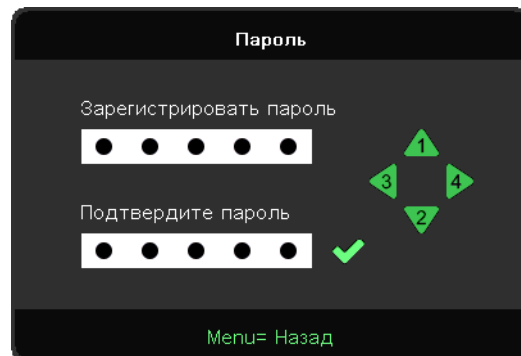 Пароль
Зарегистрировать пароль
1
3 4
Подтвердите пароль
2
Menu= Назад